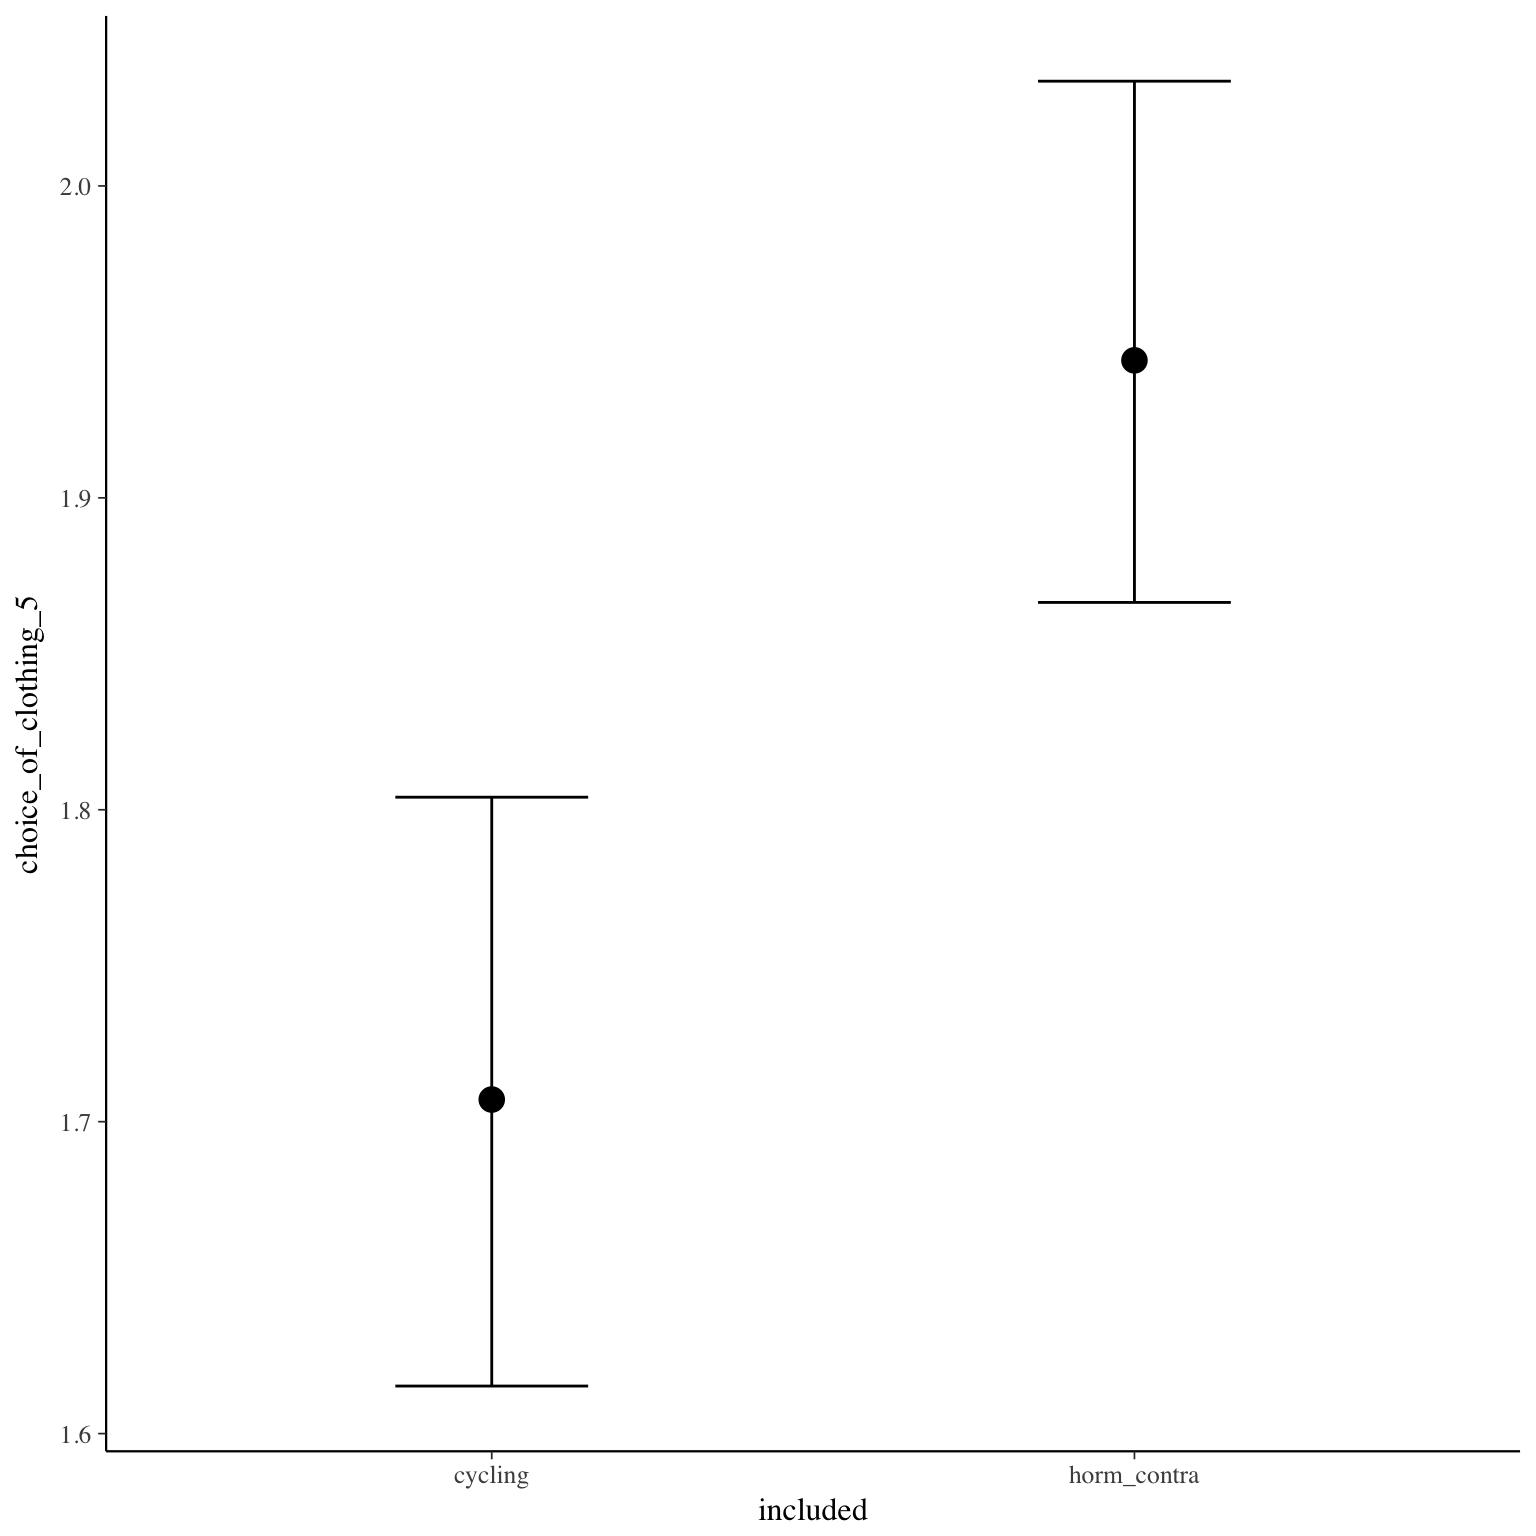 2.0
1.9
1.8
1.7
1.6
choice_of_clothing_5
cycling
horm_contra
included